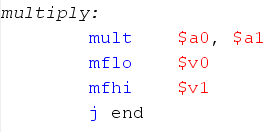 multiply:
mult $a0, $a1
mflo $v0
mfhi $v1
j end